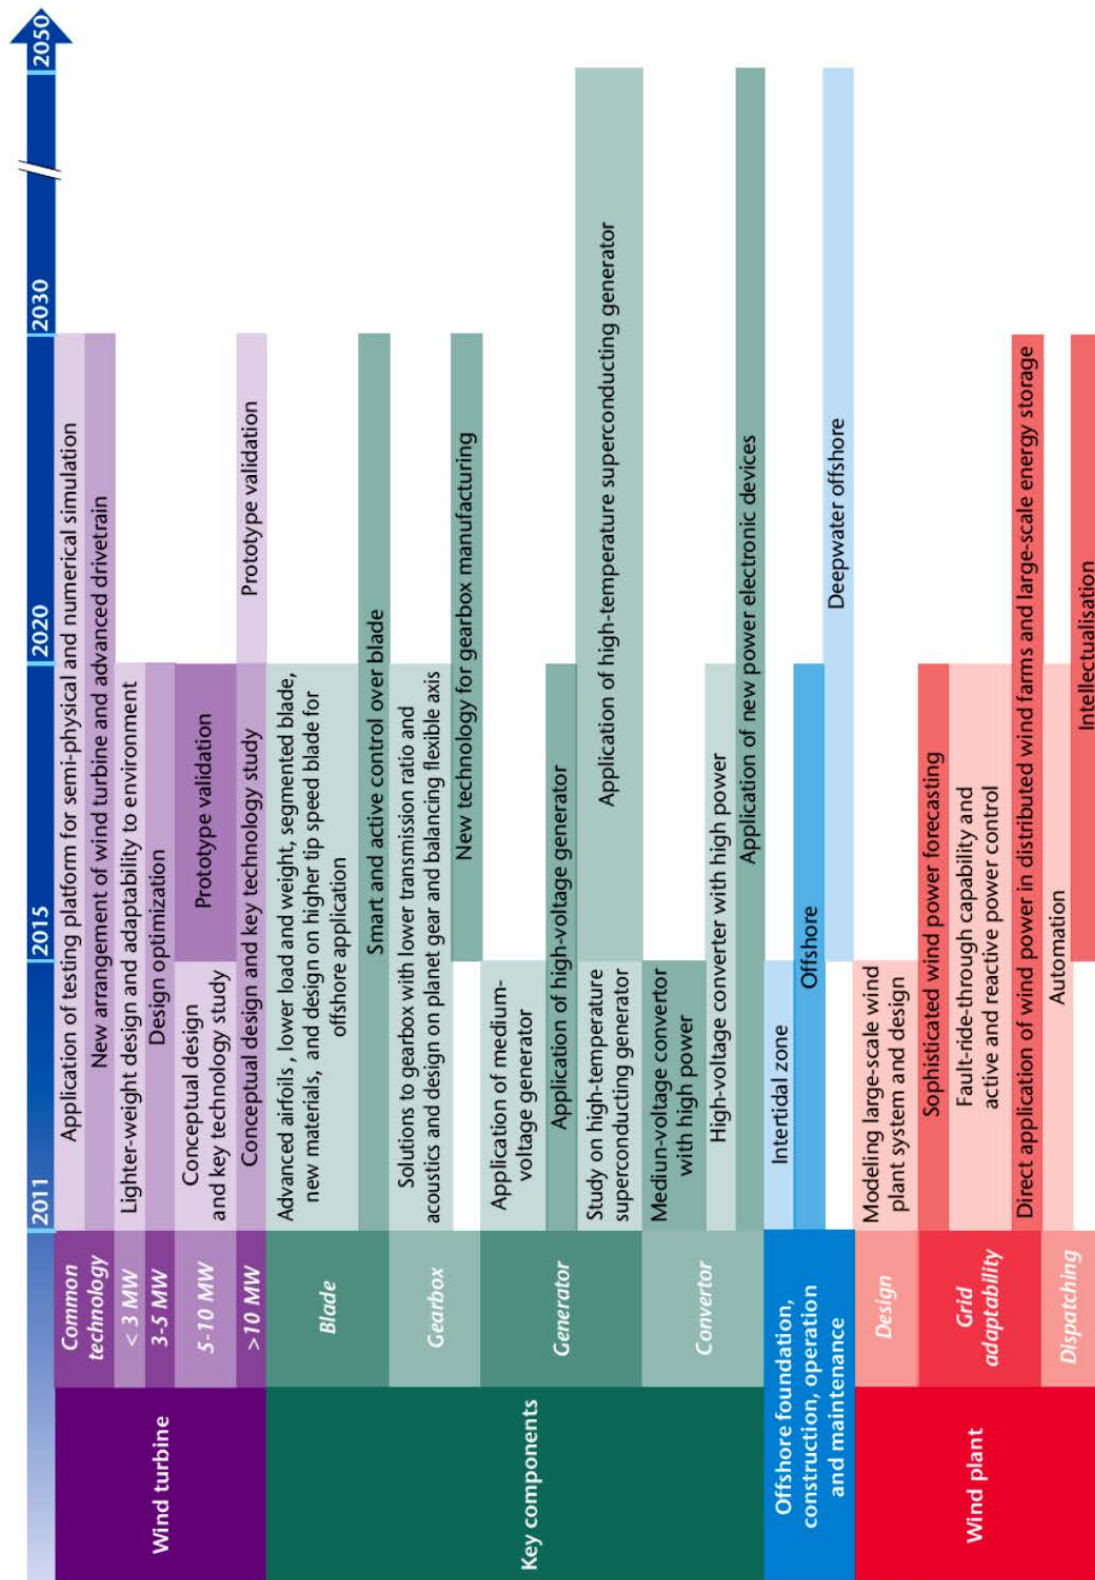 2011
2015
2020
2030
2050
Wind turbine
Common
technology
Application of testing platform for semi-physical and numerical simulation
New arrangement of wind turbine and advanced drivetrain
< 3 MW
Lighter-weight design and adaptability to environment
3-5 MW
Design optimization
5-10 MW
Conceptual design
and key technology study
Prototype validation
>10 MW
Conceptual design and key technology study
Prototype validation
Key components
Blade
Advanced airfoils , lower load and weight, segmented blade,
new materials, and design on higher tip speed blade for
offshore application
Smart and active control over blade
Gearbox
Solutions to gearbox with lower transmission ratio and
acoustics and design on planet gear and balancing flexible axis
New technology for gearbox manufacturing
Generator
Application of medium-
voltage generator
Application of high-voltage generator
Study on high-temperature
superconducting generator
Application of high-temperature superconducting generator
Convertor
Mediun-voltage convertor
with high power
High-voltage converter with high power
Application of new power electronic devices
Offshore foundation,
construction, operation
and maintenance
Intertidal zone
Offshore
Deepwater offshore
Wind plant
Design
Modeling large-scale wind
plant system and design
Grid
adaptability
Sophisticated wind power forecasting
Fault-ride-through capability and
active and reactive power control
Direct application of wind power in distributed wind farms and large-scale energy storage
Dispatching
Automation
Intellectualisation